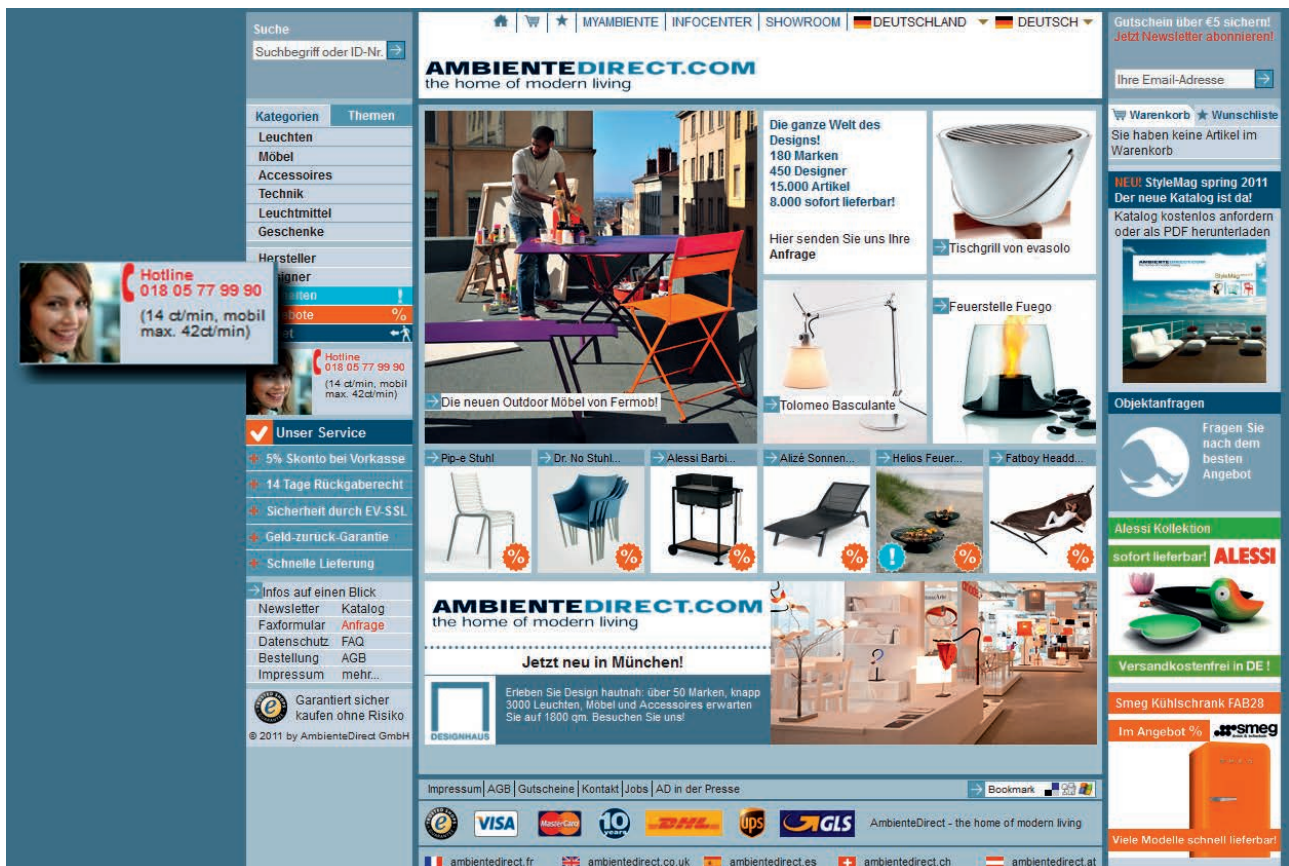 Suche
Suchbegriff oder ID-Nr.
MYAMBIENTE | INFOCENTER | SHOWROOM | DEUTSCHLAND DEUTSCH
Gutschein über €5 sichern!
Jetzt Newsletter abonnieren!
Ihre Email-Adresse
AMBIENTEDIRECT.COM
the home of modern living
Kategorien Themen
Leuchten
Möbel
Accessoires
Technik
Leuchtmittel
Geschenke
Hersteller
Hotline
018 05 77 99 90
(14 ct/min, mobil
max. 42ct/min)
!
%
Hotline
018 05 77 99 90
(14 ct/min, mobil
max. 42ct/min)
Unser Service
5% Skonto bei Vorkasse
14 Tage Rückgaberecht
Sicherheit durch EV-SSL
Geld-zurück-Garantie
Schnelle Lieferung
Infos auf einen Blick
Newsletter Katalog
Faxformular Anfrage
Datenschutz FAQ
Bestellung AGB
Impressum mehr...
Garantiert sicher
kaufen ohne Risiko
© 2011 by AmbienteDirect GmbH
Die neuen Outdoor Möbel von Fermob!
Die ganze Welt des
Designs!
180 Marken
450 Designer
15.000 Artikel
8.000 sofort lieferbar!
Hier senden Sie uns Ihre
Anfrage
Tischgrill von evasolo
Tolomeo Basculante
Feuerstelle Fuego
Pip-e Stuhl
Dr. No Stuhl...
Alessi Barbi...
Alizé Sonnen...
Helios Feuer...
Fatboy Headd...
%
%
%
%
!
%
%
AMBIENTEDIRECT.COM
the home of modern living
Jetzt neu in München!
DESIGNHAUS
Erleben Sie Design hautnah: über 50 Marken, knapp
3000 Leuchten, Möbel und Accessoires erwarten
Sie auf 1800 qm. Besuchen Sie uns!
Warenkorb Wunschliste
Sie haben keine Artikel im
Warenkorb
NEU! StyleMag spring 2011
Der neue Katalog ist da!
Katalog kostenlos anfordern
oder als PDF herunterladen
AMBIENTEDIRECT.COM
StyleMag
Objektanfragen
Fragen Sie
nach dem
besten
Angebot
Alessi Kollektion
sofort lieferbar! ALESSI
Versandkostenfrei in DE !
Smeg Kühlschrank FAB28
Im Angebot % smeg
Viele Modelle schnell lieferbar!
Impressum | AGB | Gutscheine | Kontakt | Jobs | AD in der Presse
Bookmark
VISA MasterCard 10 years DHL ups GLS
AmbienteDirect - the home of modern living
ambientedirect.fr ambientedirect.co.uk ambientedirect.es ambientedirect.ch ambientedirect.at